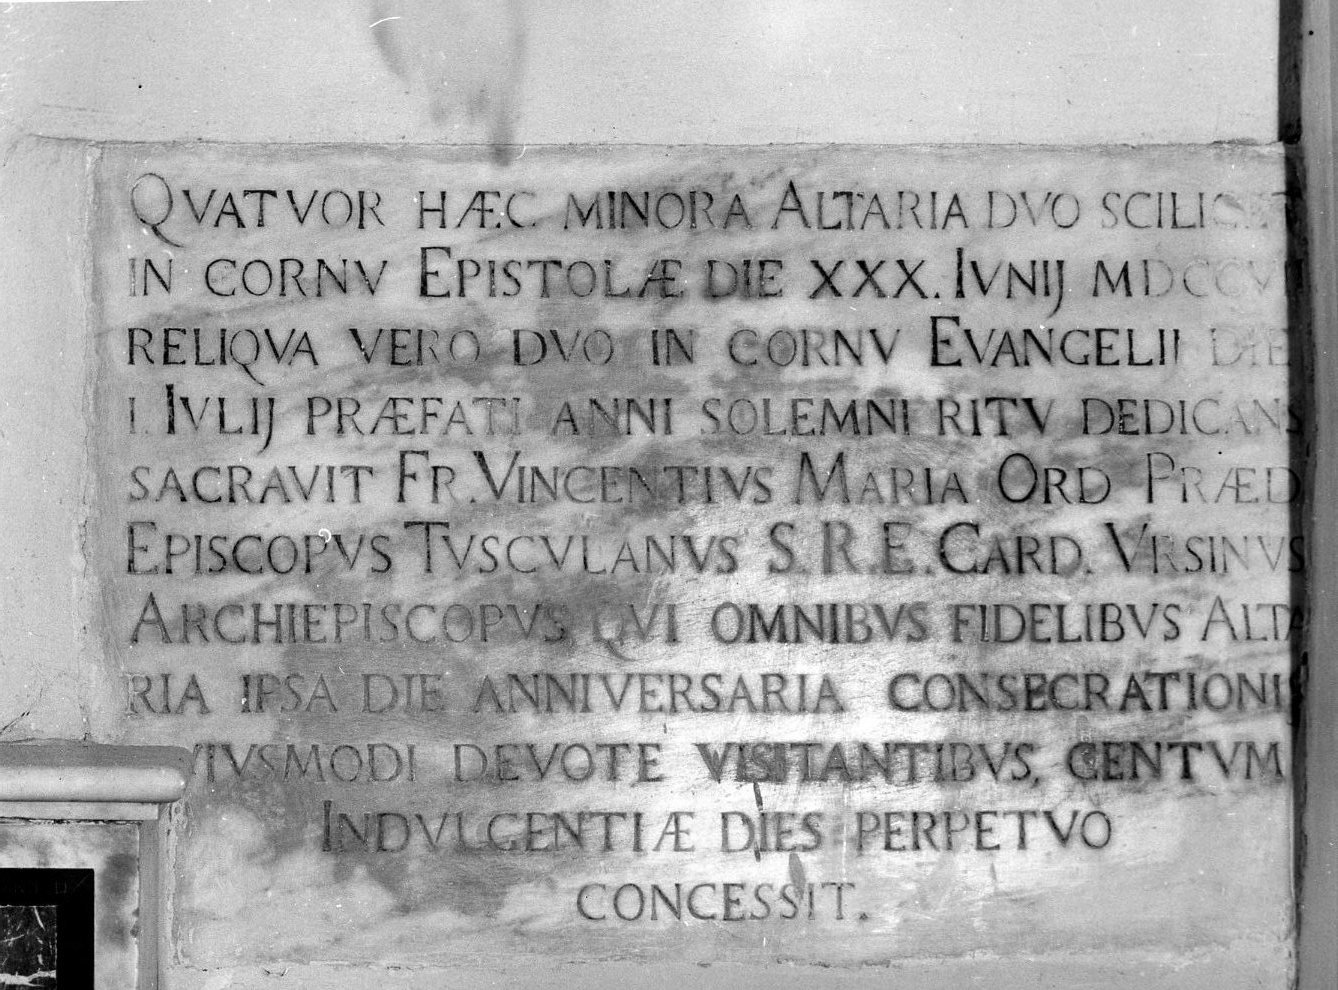 QVATVOR HÆC MINORA ALTARIA DVO SCILICET
IN CORNV EPISTOLÆ DIE XXX. IVNIJ MDCCVI
RELIQVA VERO DVO IN CORNV EVANGELII DIE
I. IVLIJ PRÆFATI ANNI SOLEMNI RITV DEDICANS
SACRAVIT FR. VINCENTIVS MARIA ORD PRÆD
EPISCOPVS TVSCVLANVS S.R.E. CARD. VRSINVS
ARCHIEPISCOPVS QVI OMNIBVS FIDELIBVS ALTA
RIA IPSA DIE ANNIVERSARIA CONSECRATIONIS
VIVSMODI DEVOTE VISITANTIBVS, CENTVM
INDVLGENTIÆ DIES PERPETVO
CONCESSIT.